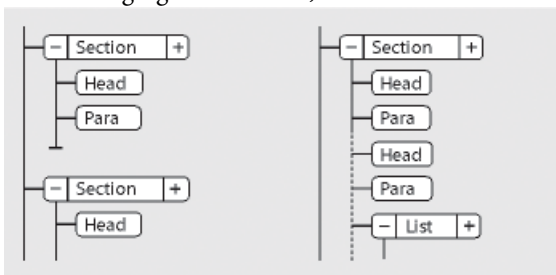 − Section +
Head
Para
− Section +
Head
− Section +
Head
Para
Head
Para
− List +